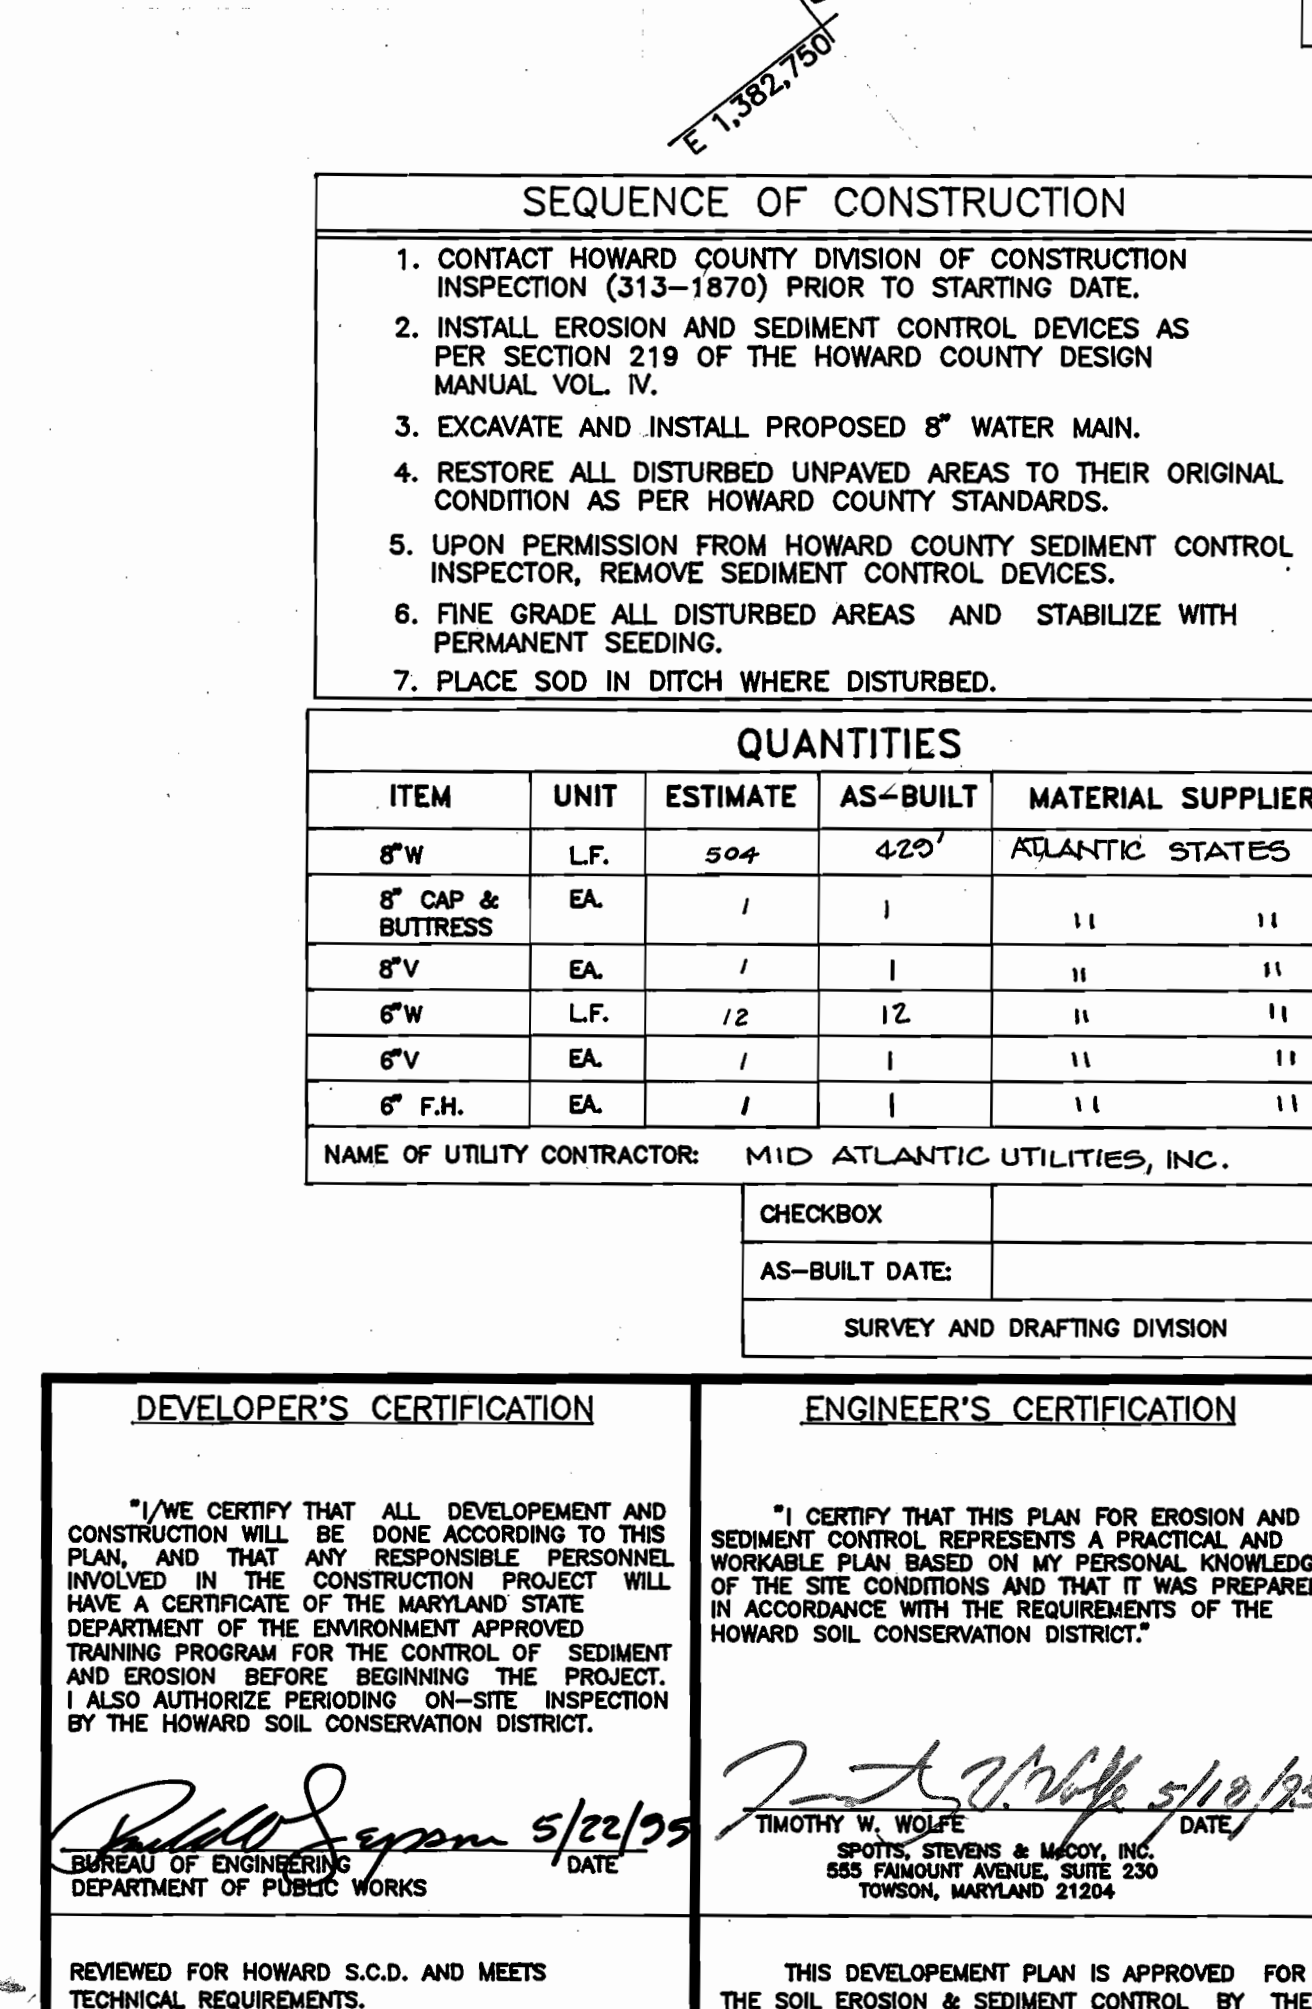 E 1,382,750
SEQUENCE OF CONSTRUCTION
1. CONTACT HOWARD COUNTY DIVISION OF CONSTRUCTION
INSPECTION (313-1870) PRIOR TO STARTING DATE.
2. INSTALL EROSION AND SEDIMENT CONTROL DEVICES AS
PER SECTION 219 OF THE HOWARD COUNTY DESIGN
MANUAL VOL. IV.
3. EXCAVATE AND INSTALL PROPOSED 8" WATER MAIN.
4. RESTORE ALL DISTURBED UNPAVED AREAS TO THEIR ORIGINAL
CONDITION AS PER HOWARD COUNTY STANDARDS.
5. UPON PERMISSION FROM HOWARD COUNTY SEDIMENT CONTROL
INSPECTOR, REMOVE SEDIMENT CONTROL DEVICES.
6. FINE GRADE ALL DISTURBED AREAS AND STABILIZE WITH
PERMANENT SEEDING.
7. PLACE SOD IN DITCH WHERE DISTURBED.
QUANTITIES
ITEM UNIT ESTIMATE AS-BUILT MATERIAL SUPPLIER
8"W L.F. 504 429' ATLANTIC STATES
8" CAP & BUTTRESS EA. 1 1 " "
8"V EA. 1 1 " "
6"W L.F. 12 12 " "
6"V EA. 1 1 " "
6" F.H. EA. 1 1 " "
NAME OF UTILITY CONTRACTOR: MID ATLANTIC UTILITIES, INC.
CHECKBOX
AS-BUILT DATE:
SURVEY AND DRAFTING DIVISION
DEVELOPER'S CERTIFICATION
"I/WE CERTIFY THAT ALL DEVELOPEMENT AND
CONSTRUCTION WILL BE DONE ACCORDING TO THIS
PLAN, AND THAT ANY RESPONSIBLE PERSONNEL
INVOLVED IN THE CONSTRUCTION PROJECT WILL
HAVE A CERTIFICATE OF THE MARYLAND STATE
DEPARTMENT OF THE ENVIRONMENT APPROVED
TRAINING PROGRAM FOR THE CONTROL OF SEDIMENT
AND EROSION BEFORE BEGINNING THE PROJECT.
I ALSO AUTHORIZE PERIODING ON-SITE INSPECTION
BY THE HOWARD SOIL CONSERVATION DISTRICT.
5/22/95
BUREAU OF ENGINEERING DATE
DEPARTMENT OF PUBLIC WORKS
REVIEWED FOR HOWARD S.C.D. AND MEETS
TECHNICAL REQUIREMENTS.
ENGINEER'S CERTIFICATION
"I CERTIFY THAT THIS PLAN FOR EROSION AND
SEDIMENT CONTROL REPRESENTS A PRACTICAL AND
WORKABLE PLAN BASED ON MY PERSONAL KNOWLEDG
OF THE SITE CONDITIONS AND THAT IT WAS PREPARE
IN ACCORDANCE WITH THE REQUIREMENTS OF THE
HOWARD SOIL CONSERVATION DISTRICT."
Timothy W. Wolfe 5/18/95
TIMOTHY W. WOLFE DATE
SPOTTS, STEVENS & McCOY, INC.
555 FAIMOUNT AVENUE, SUITE 230
TOWSON, MARYLAND 21204
THIS DEVELOPEMENT PLAN IS APPROVED FOR
THE SOIL EROSION & SEDIMENT CONTROL BY THE